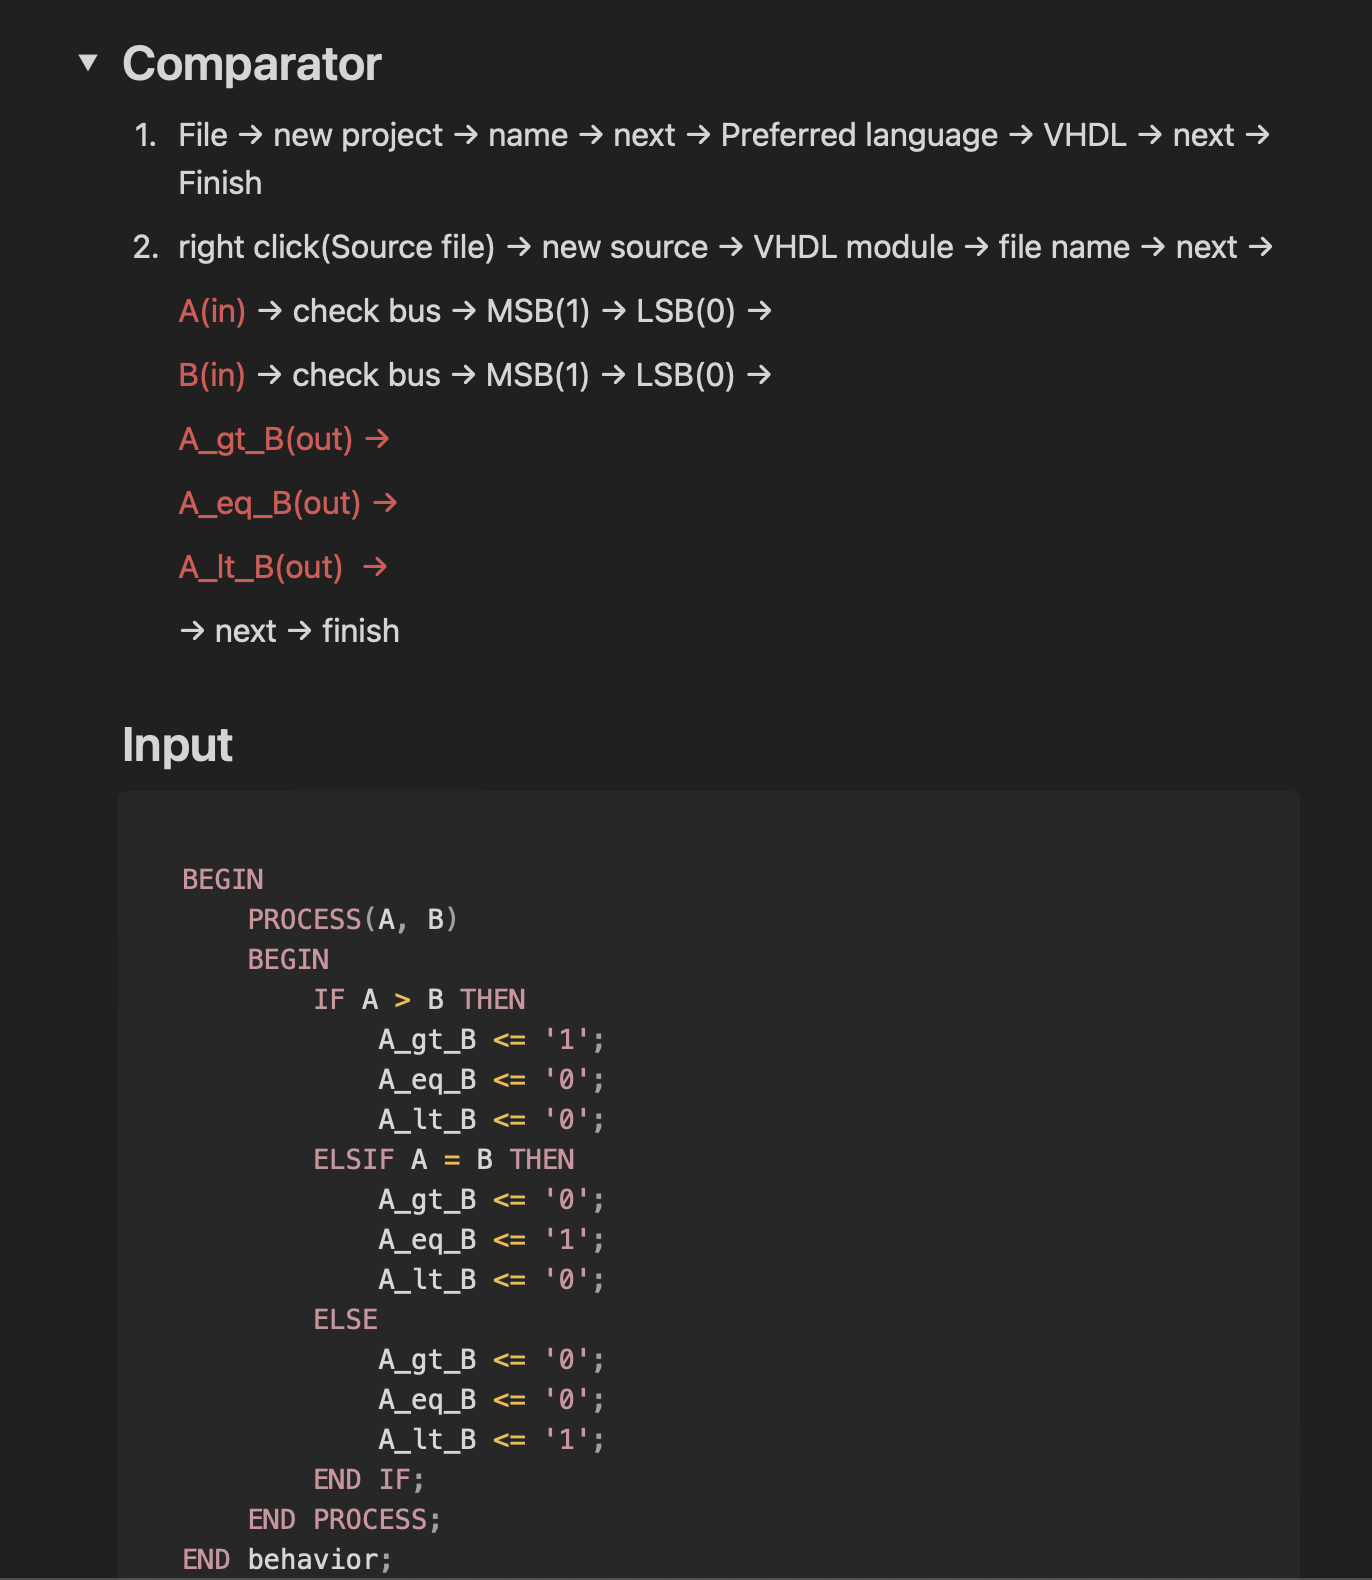 ▼ Comparator
1. File → new project → name → next → Preferred language → VHDL → next →
Finish
2. right click(Source file) → new source → VHDL module → file name → next →
A(in) → check bus → MSB(1) → LSB(0) →
B(in) → check bus → MSB(1) → LSB(0) →
A_gt_B(out) →
A_eq_B(out) →
A_lt_B(out) →
→ next → finish
Input
BEGIN
    PROCESS(A, B)
    BEGIN
        IF A > B THEN
            A_gt_B <= '1';
            A_eq_B <= '0';
            A_lt_B <= '0';
        ELSIF A = B THEN
            A_gt_B <= '0';
            A_eq_B <= '1';
            A_lt_B <= '0';
        ELSE
            A_gt_B <= '0';
            A_eq_B <= '0';
            A_lt_B <= '1';
        END IF;
    END PROCESS;
END behavior;